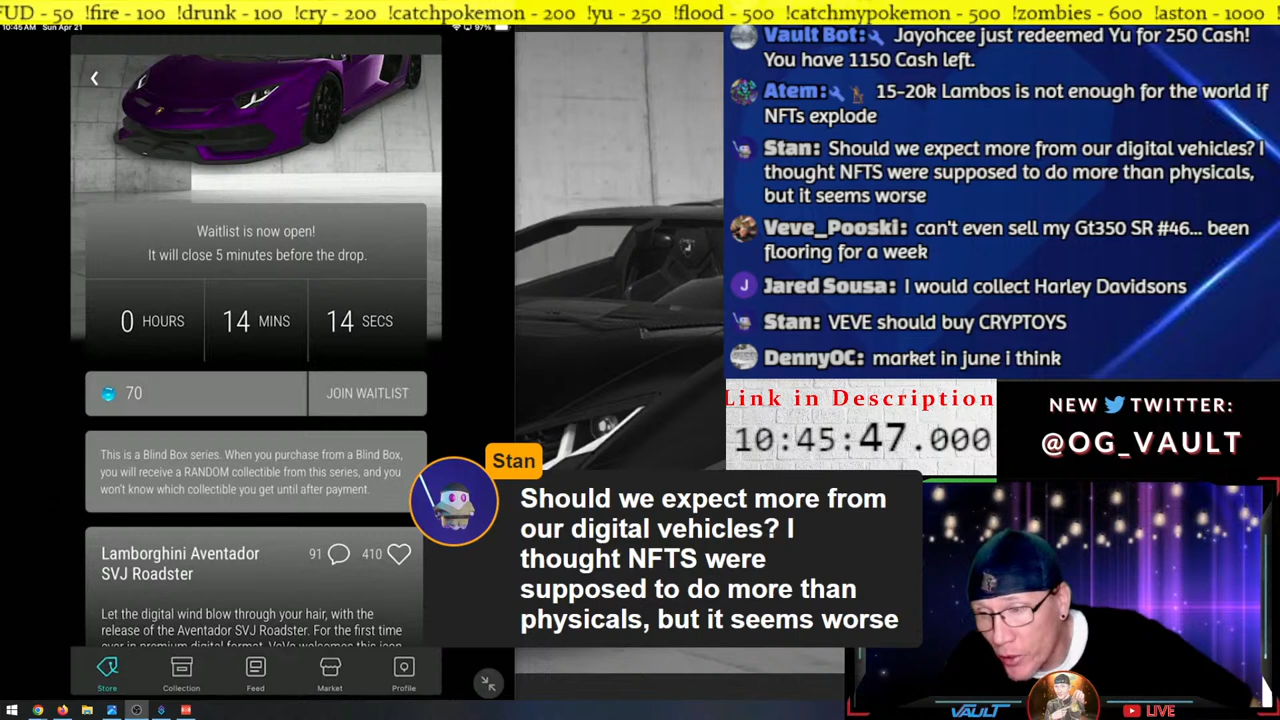 FUD - 50 !fire - 100 !drunk - 100 !cry - 200 !catchpokemon - 200 !yu - 250 !flood - 500 !catchmypokemon - 500 !zombies - 600 !aston - 1000
10:45 AM Sun Apr 21
97%
Waitlist is now open!
It will close 5 minutes before the drop.
0 HOURS 14 MINS 14 SECS
70 JOIN WAITLIST
This is a Blind Box series. When you purchase from a Blind Box,
you will receive a RANDOM collectible from this series, and you
won't know which collectible you get until after payment.
Lamborghini Aventador
SVJ Roadster
91 410
Let the digital wind blow through your hair, with the
release of the Aventador SVJ Roadster. For the first time
Store Collection Feed Market Profile
Vault Bot: Jayohcee just redeemed Yu for 250 Cash!
You have 1150 Cash left.
Atem: 15-20k Lambos is not enough for the world if
NFTs explode
Stan: Should we expect more from our digital vehicles? I
thought NFTS were supposed to do more than physicals,
but it seems worse
Veve_Pooski: can't even sell my Gt350 SR #46... been
flooring for a week
J Jared Sousa: I would collect Harley Davidsons
Stan: VEVE should buy CRYPTOYS
DennyOC: market in june i think
Link in Description
10:45:47.000
NEW TWITTER:
@OG_VAULT
Stan
Should we expect more from
our digital vehicles? I
thought NFTS were
supposed to do more than
physicals, but it seems worse
VAULT
LIVE